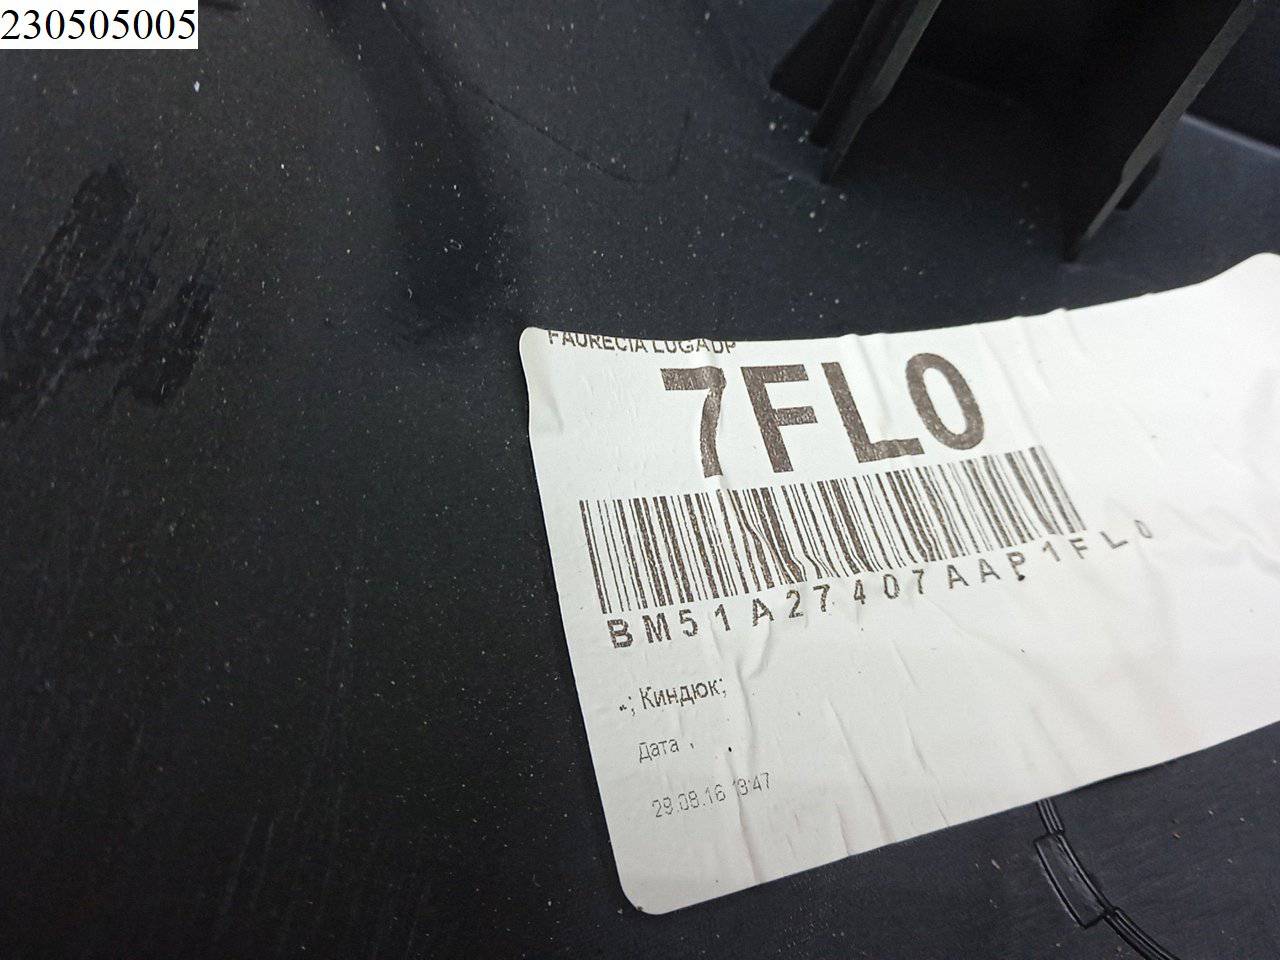 230505005
FAURECIA LUGADP
7FL0
BM51A27407AAP1FL0
Киндюк;
Дата
29.08.16 13:47